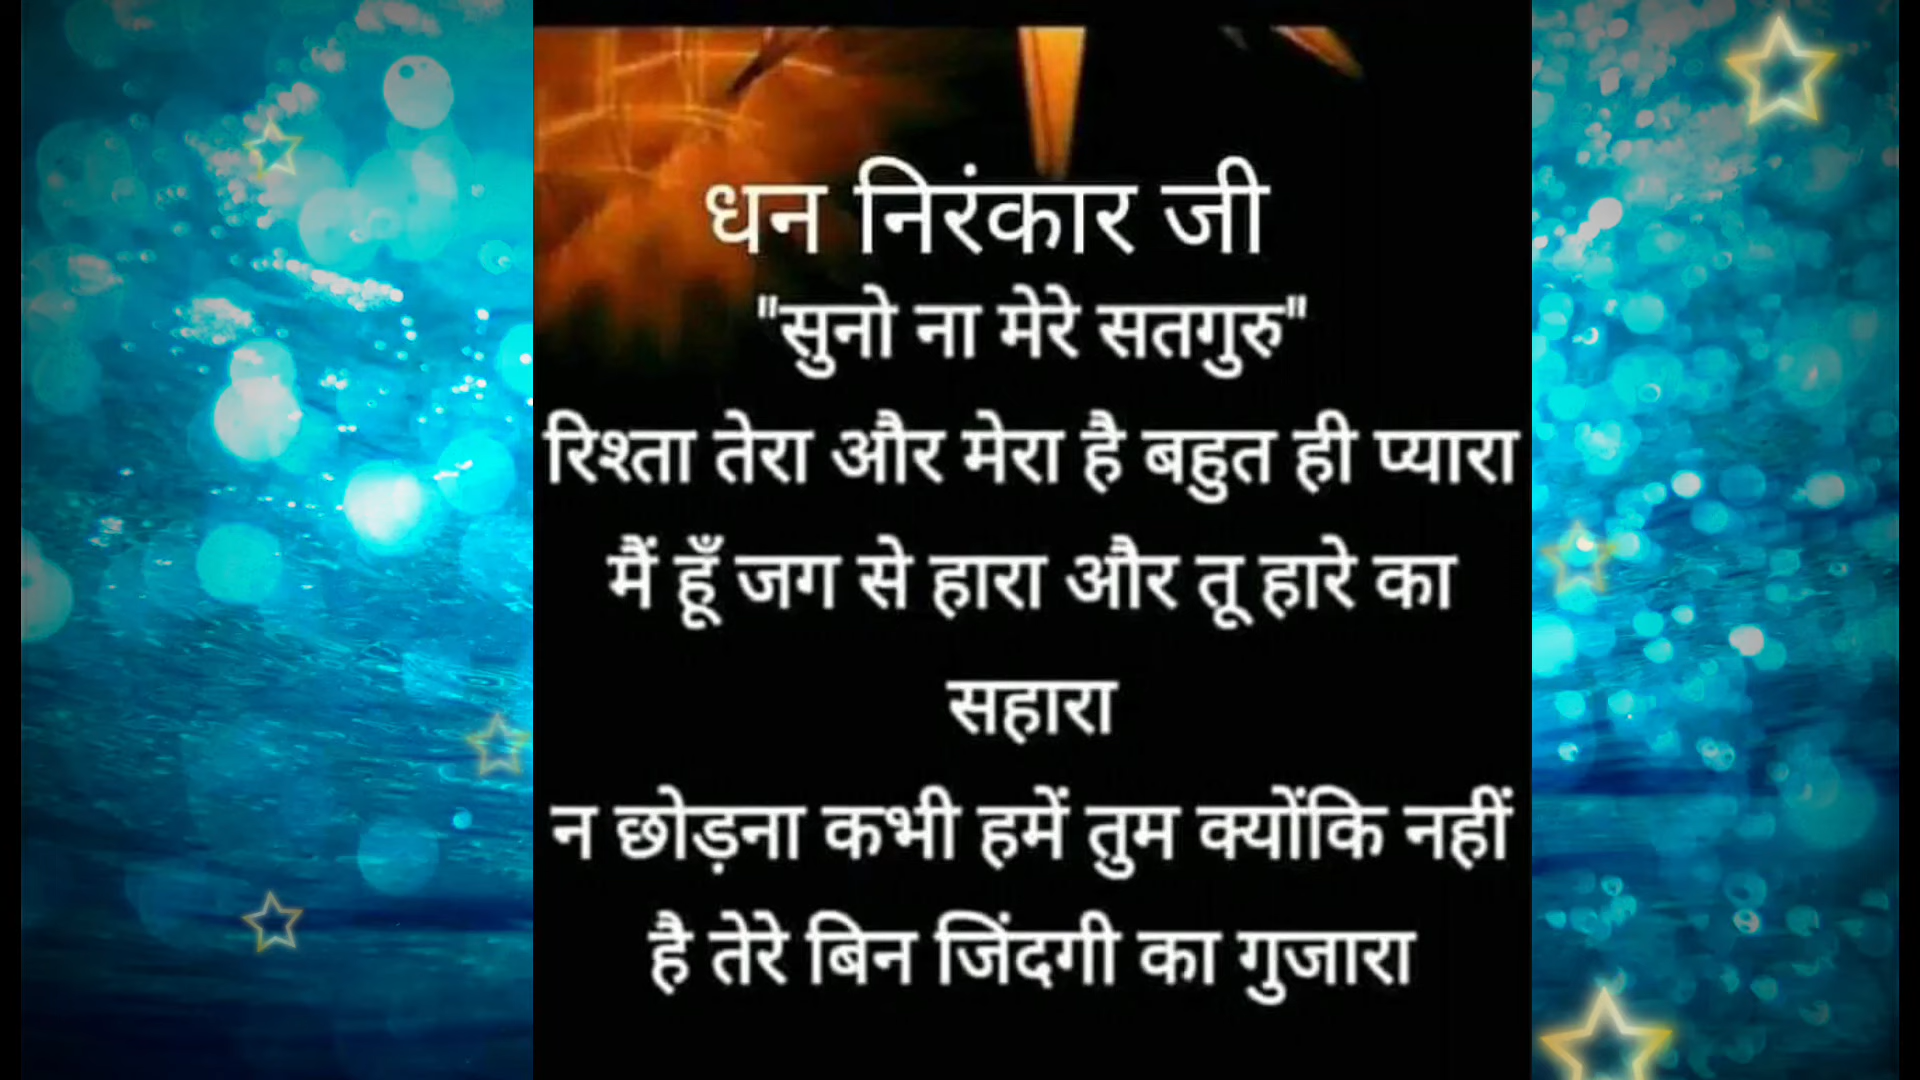 धन निरंकार जी
"सुनो ना मेरे सतगुरु"
रिश्ता तेरा और मेरा है बहुत ही प्यारा
मैं हूँ जग से हारा और तू हारे का
सहारा
न छोड़ना कभी हमें तुम क्योंकि नहीं
है तेरे बिन जिंदगी का गुजारा